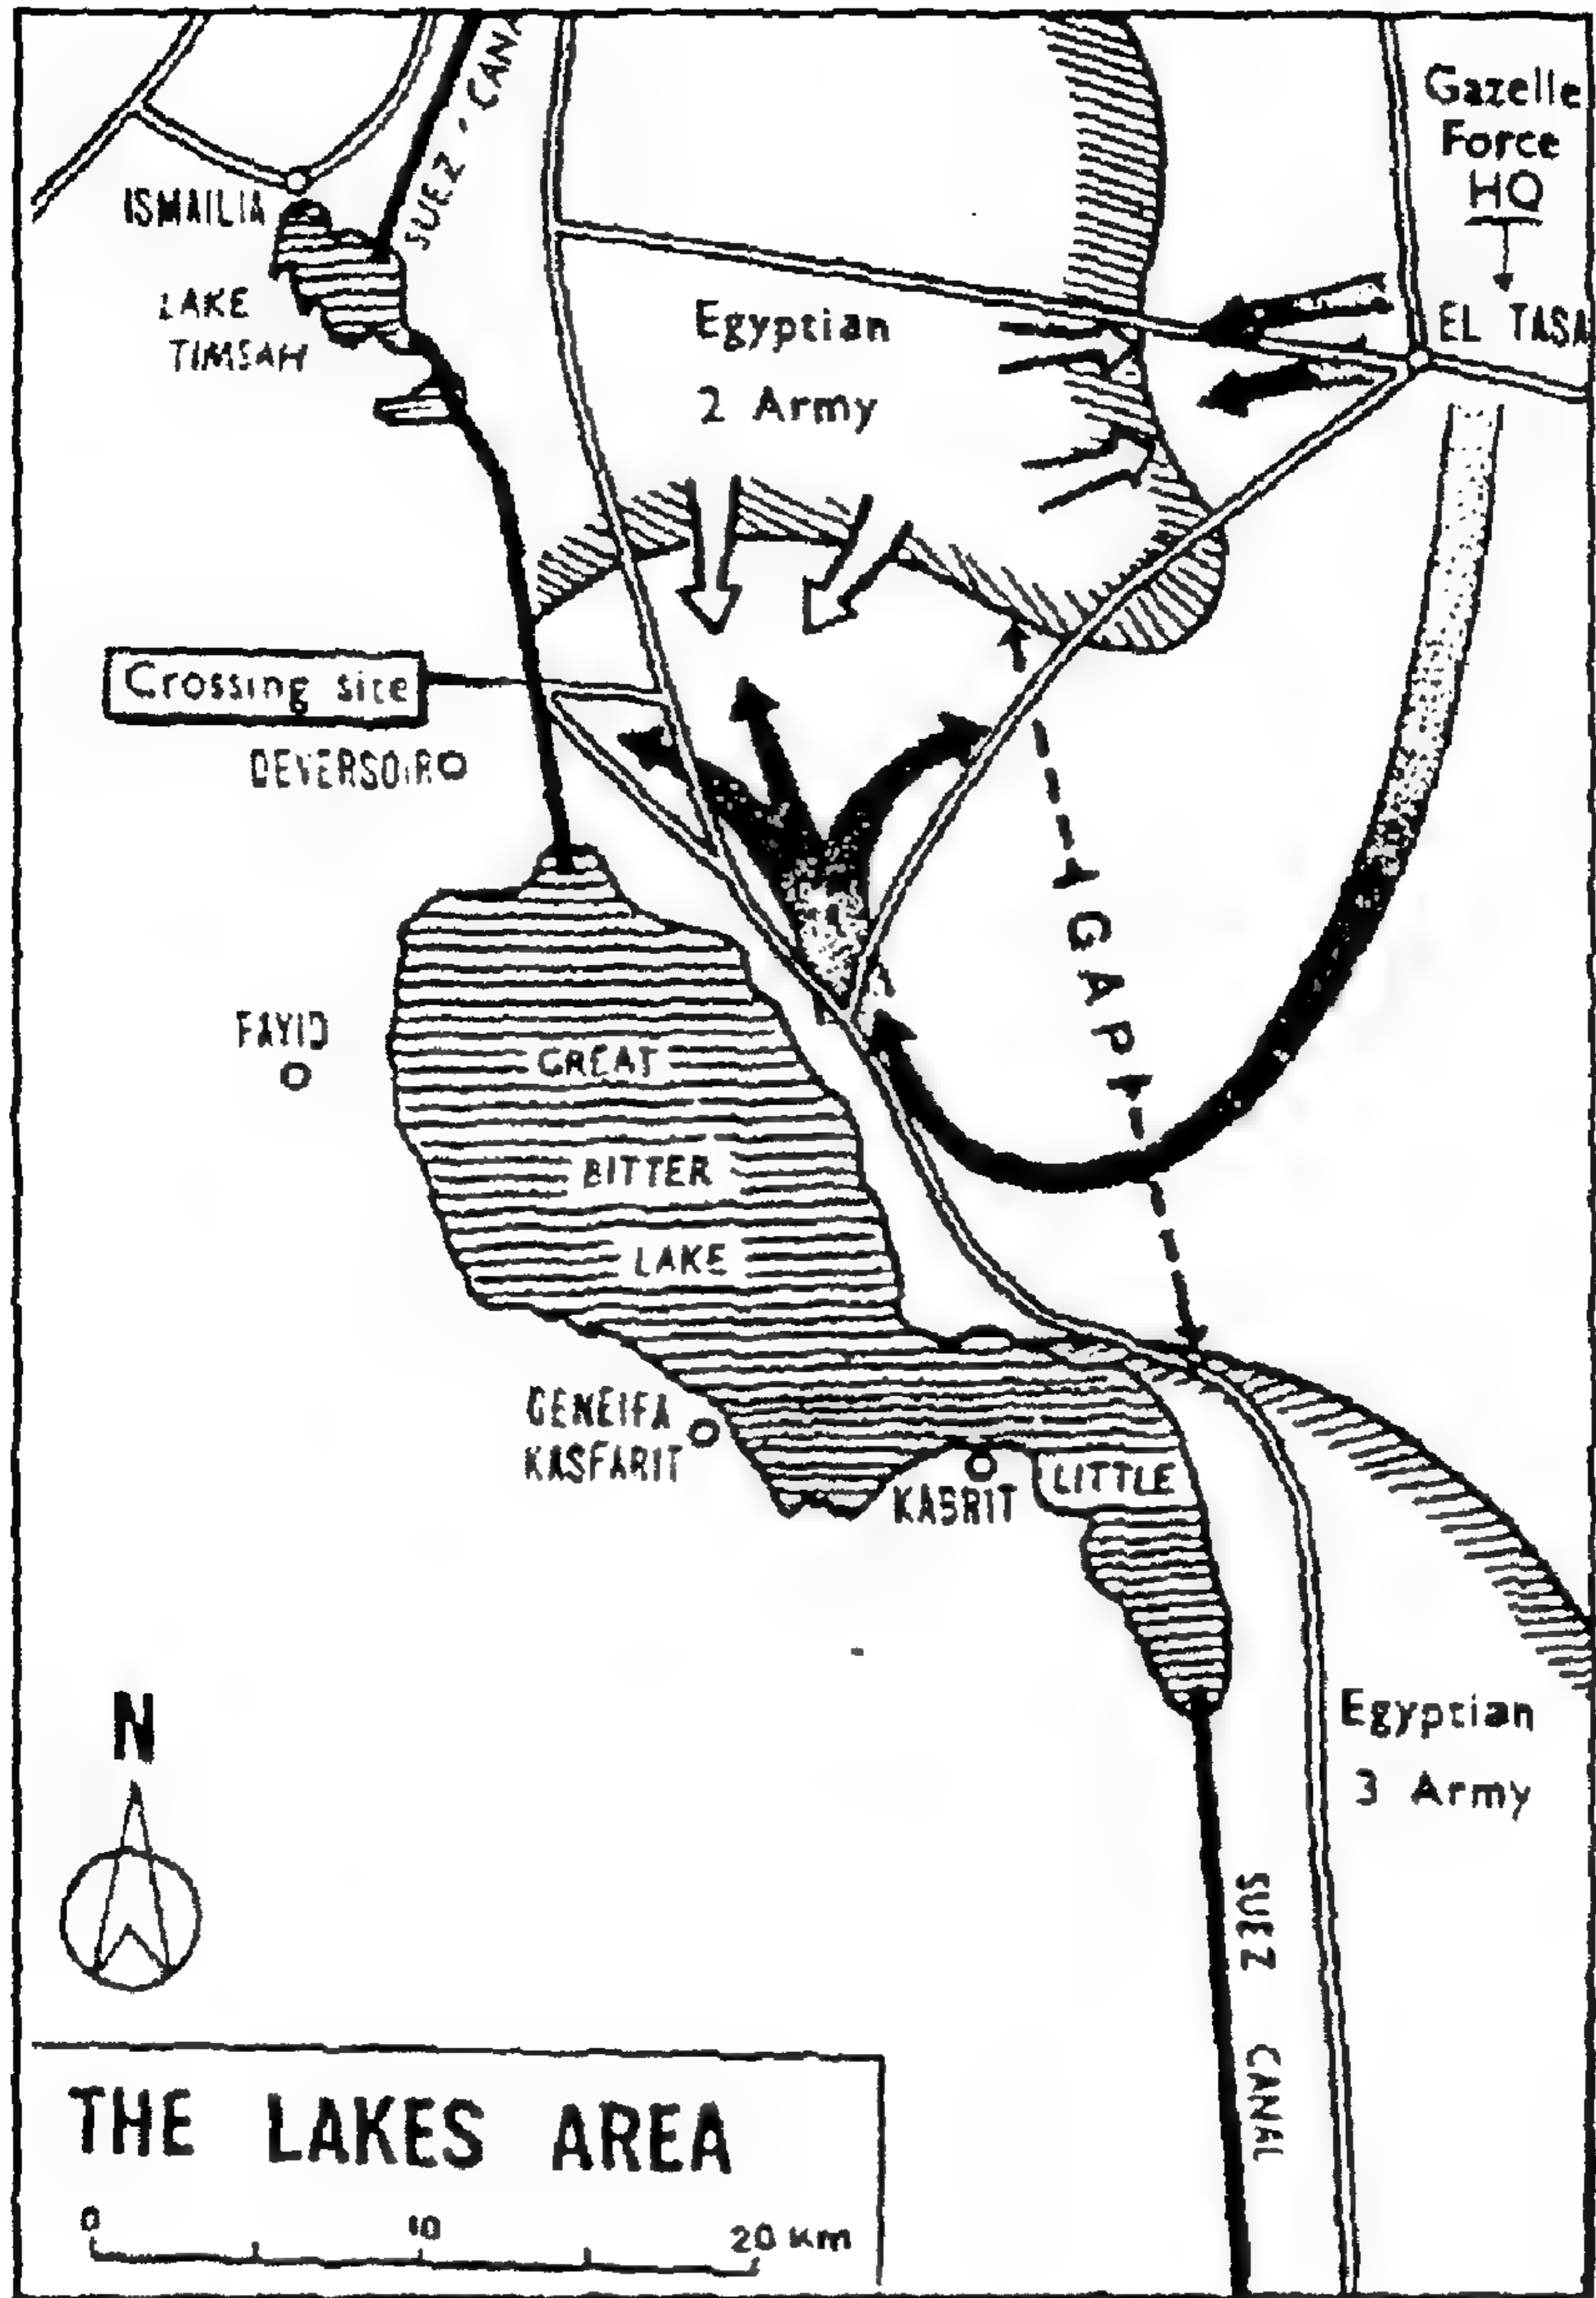 SUEZ · CANA
Gazelle
Force
HQ
ISMAILIA
LAKE
TIMSAH
EL TASA
Egyptian
2 Army
Crossing site
DEVERSOIR
GAP
FAYID
GREAT
BITTER
LAKE
GENEIFA
KASFARIT
KABRIT
LITTLE
N
Egyptian
3 Army
SUEZ CANAL
THE LAKES AREA
0 10 20 Km